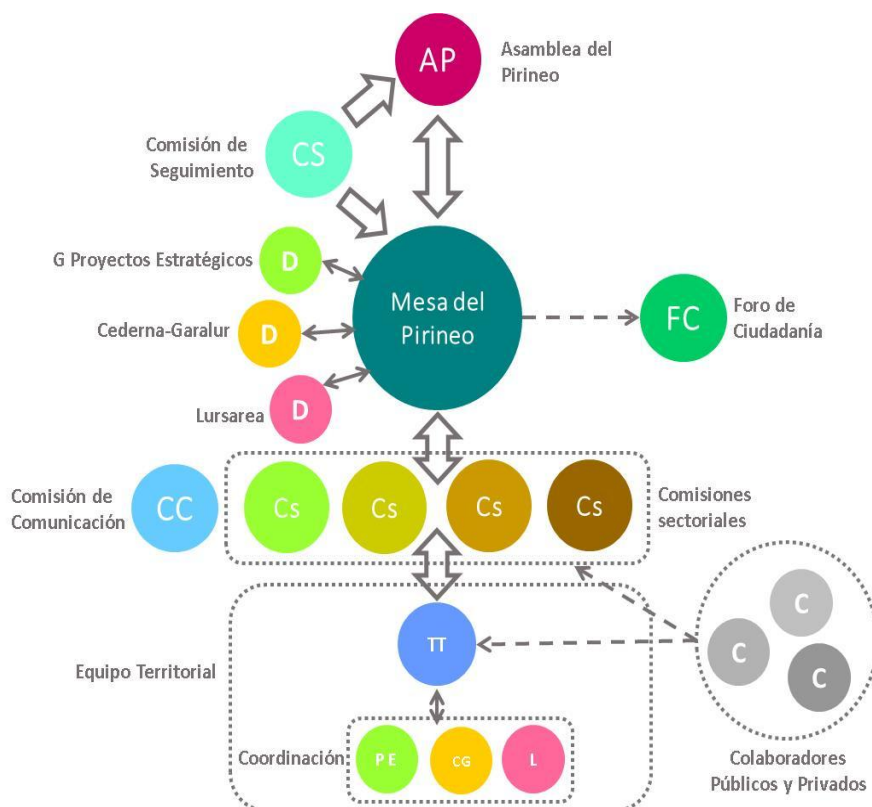 AP
Asamblea del
Pirineo
CS
Comisión de
Seguimiento
G Proyectos Estratégicos
D
Cederna-Garalur
D
Lursarea
D
Mesa del
Pirineo
FC
Foro de
Ciudadanía
Comisión de
Comunicación
CC
Cs
Cs
Cs
Cs
Comisiones
sectoriales
Equipo Territorial
TT
Coordinación
PE
CG
L
C
C
C
Colaboradores
Públicos y Privados